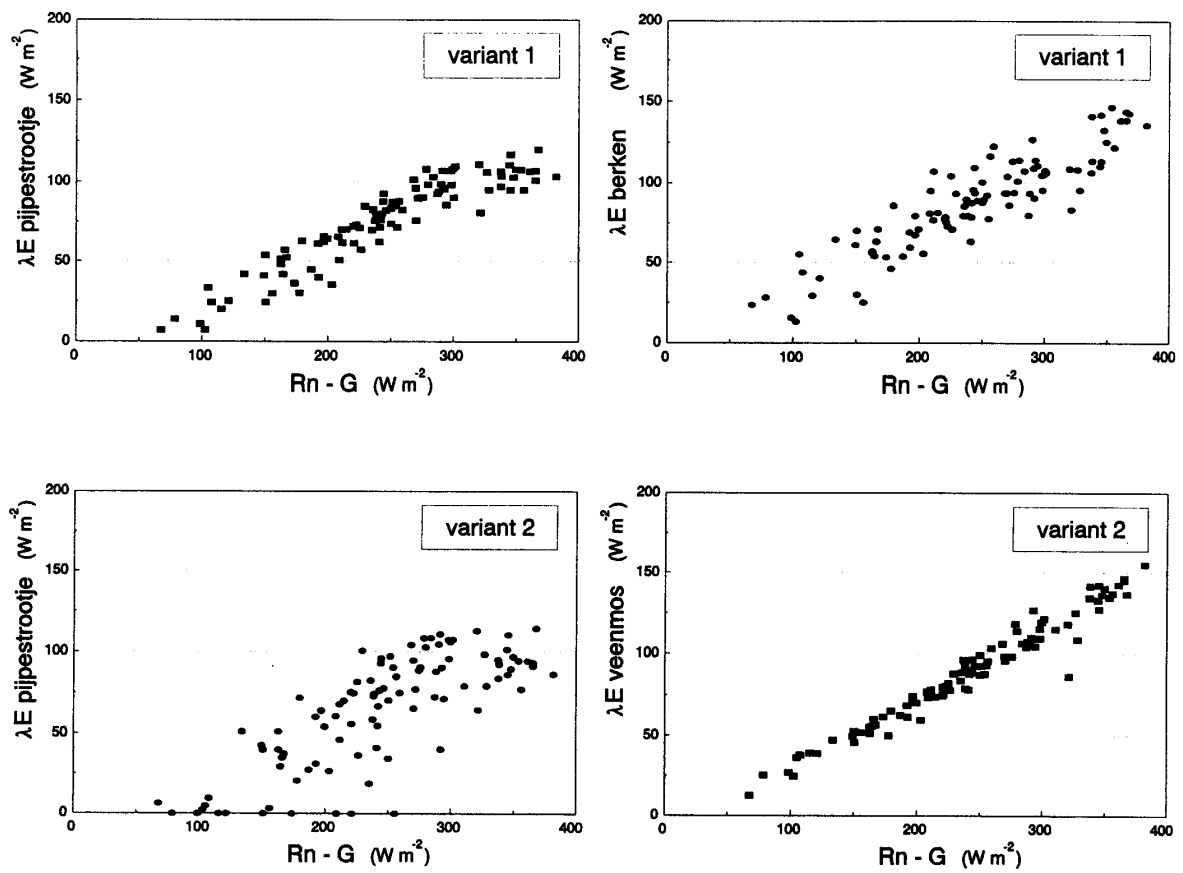 λE pijpestrootje (W m⁻²)
200
150
100
50
0
variant 1
0 100 200 300 400
Rn - G (W m⁻²)
λE berken (W m⁻²)
200
150
100
50
0
variant 1
0 100 200 300 400
Rn - G (W m⁻²)
λE pijpestrootje (W m⁻²)
200
150
100
50
0
variant 2
0 100 200 300 400
Rn - G (W m⁻²)
λE veenmos (W m⁻²)
200
150
100
50
0
variant 2
0 100 200 300 400
Rn - G (W m⁻²)